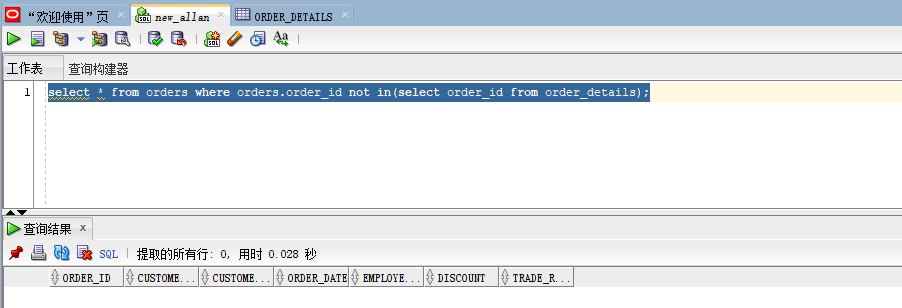 “欢迎使用”页 new_allan ORDER_DETAILS
工作表 查询构建器
1 select * from orders where orders.order_id not in(select order_id from order_details);
查询结果 x
SQL 提取的所有行: 0, 用时 0.028 秒
ORDER_ID CUSTOME... CUSTOME... ORDER_DATE EMPLOYE... DISCOUNT TRADE_R...